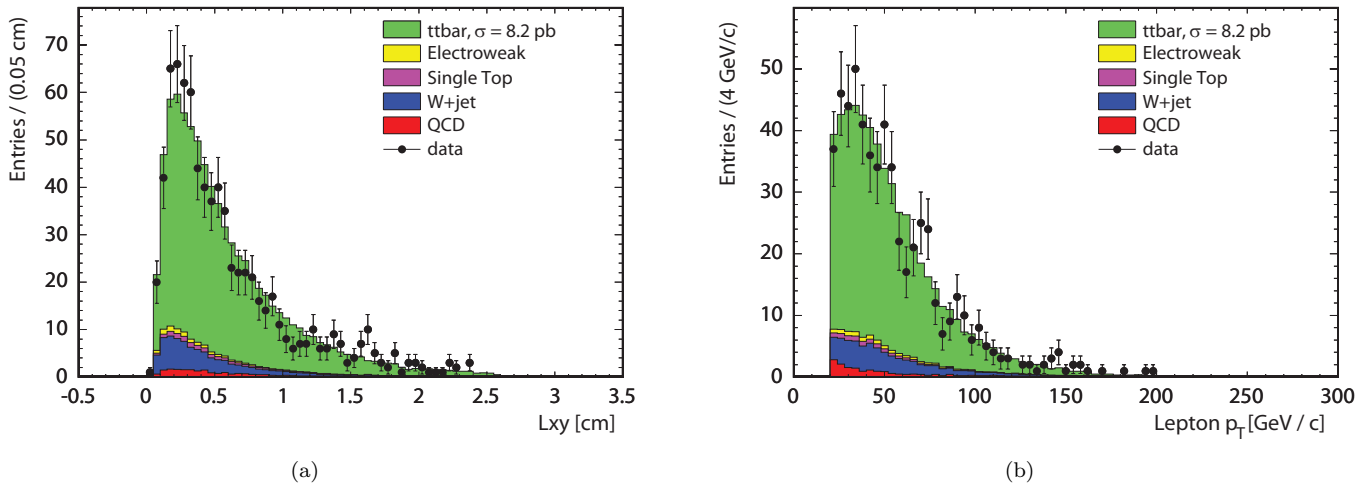 Entries / (0.05 cm)
70
60
50
40
30
20
10
0
-0.5
0
0.5
1
1.5
2
2.5
3
3.5
Lxy [cm]
ttbar, σ = 8.2 pb
Electroweak
Single Top
W+jet
QCD
data
(a)
Entries / (4 GeV/c)
50
40
30
20
10
0
0
50
100
150
200
250
300
Lepton p_T [GeV / c]
ttbar, σ = 8.2 pb
Electroweak
Single Top
W+jet
QCD
data
(b)